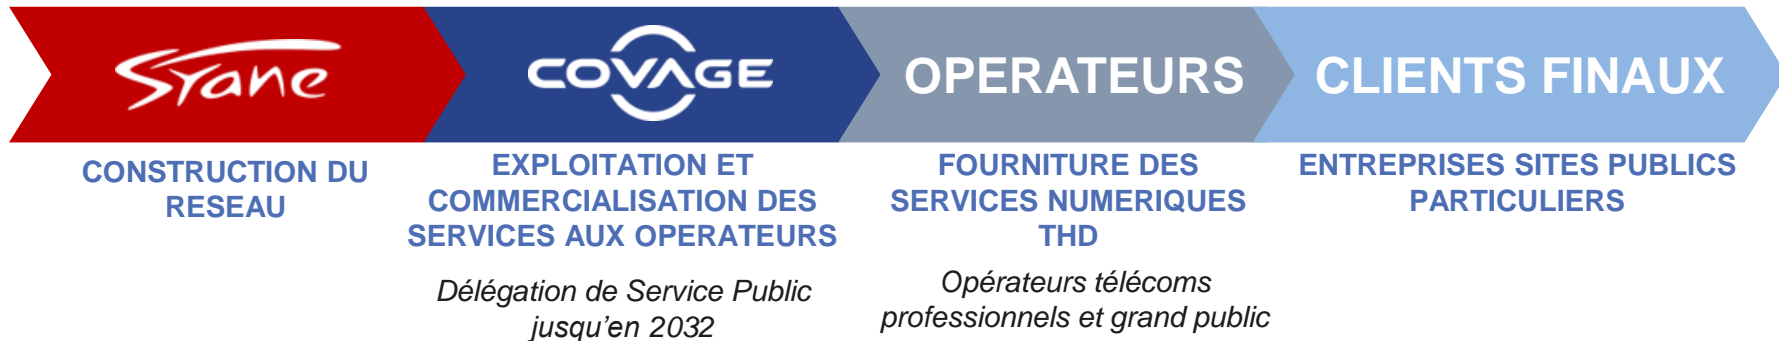 SYane
COVAGE
OPERATEURS
CLIENTS FINAUX
CONSTRUCTION DU
RESEAU
EXPLOITATION ET
COMMERCIALISATION DES
SERVICES AUX OPERATEURS
Délégation de Service Public
jusqu'en 2032
FOURNITURE DES
SERVICES NUMERIQUES
THD
Opérateurs télécoms
professionnels et grand public
ENTREPRISES SITES PUBLICS
PARTICULIERS